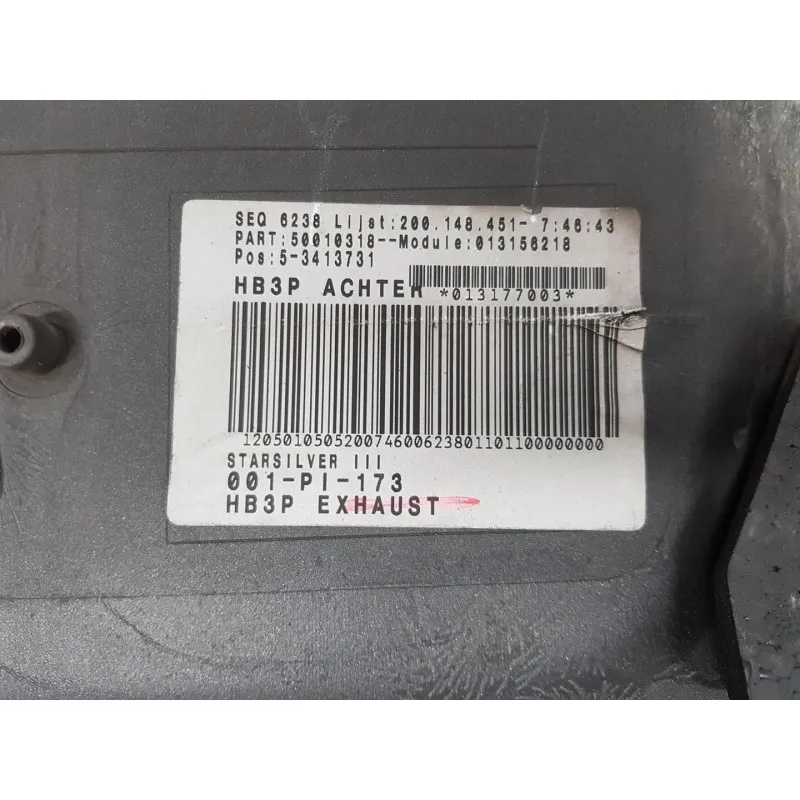 SEQ 6238 Lijst:200.148.451- 7:46:43
PART:50010318--Module:013156218
Pos:5-3413731
HB3P ACHTER *013177003*
120501050520074600623801101100000000
STARSILVER III
001-PI-173
HB3P EXHAUST